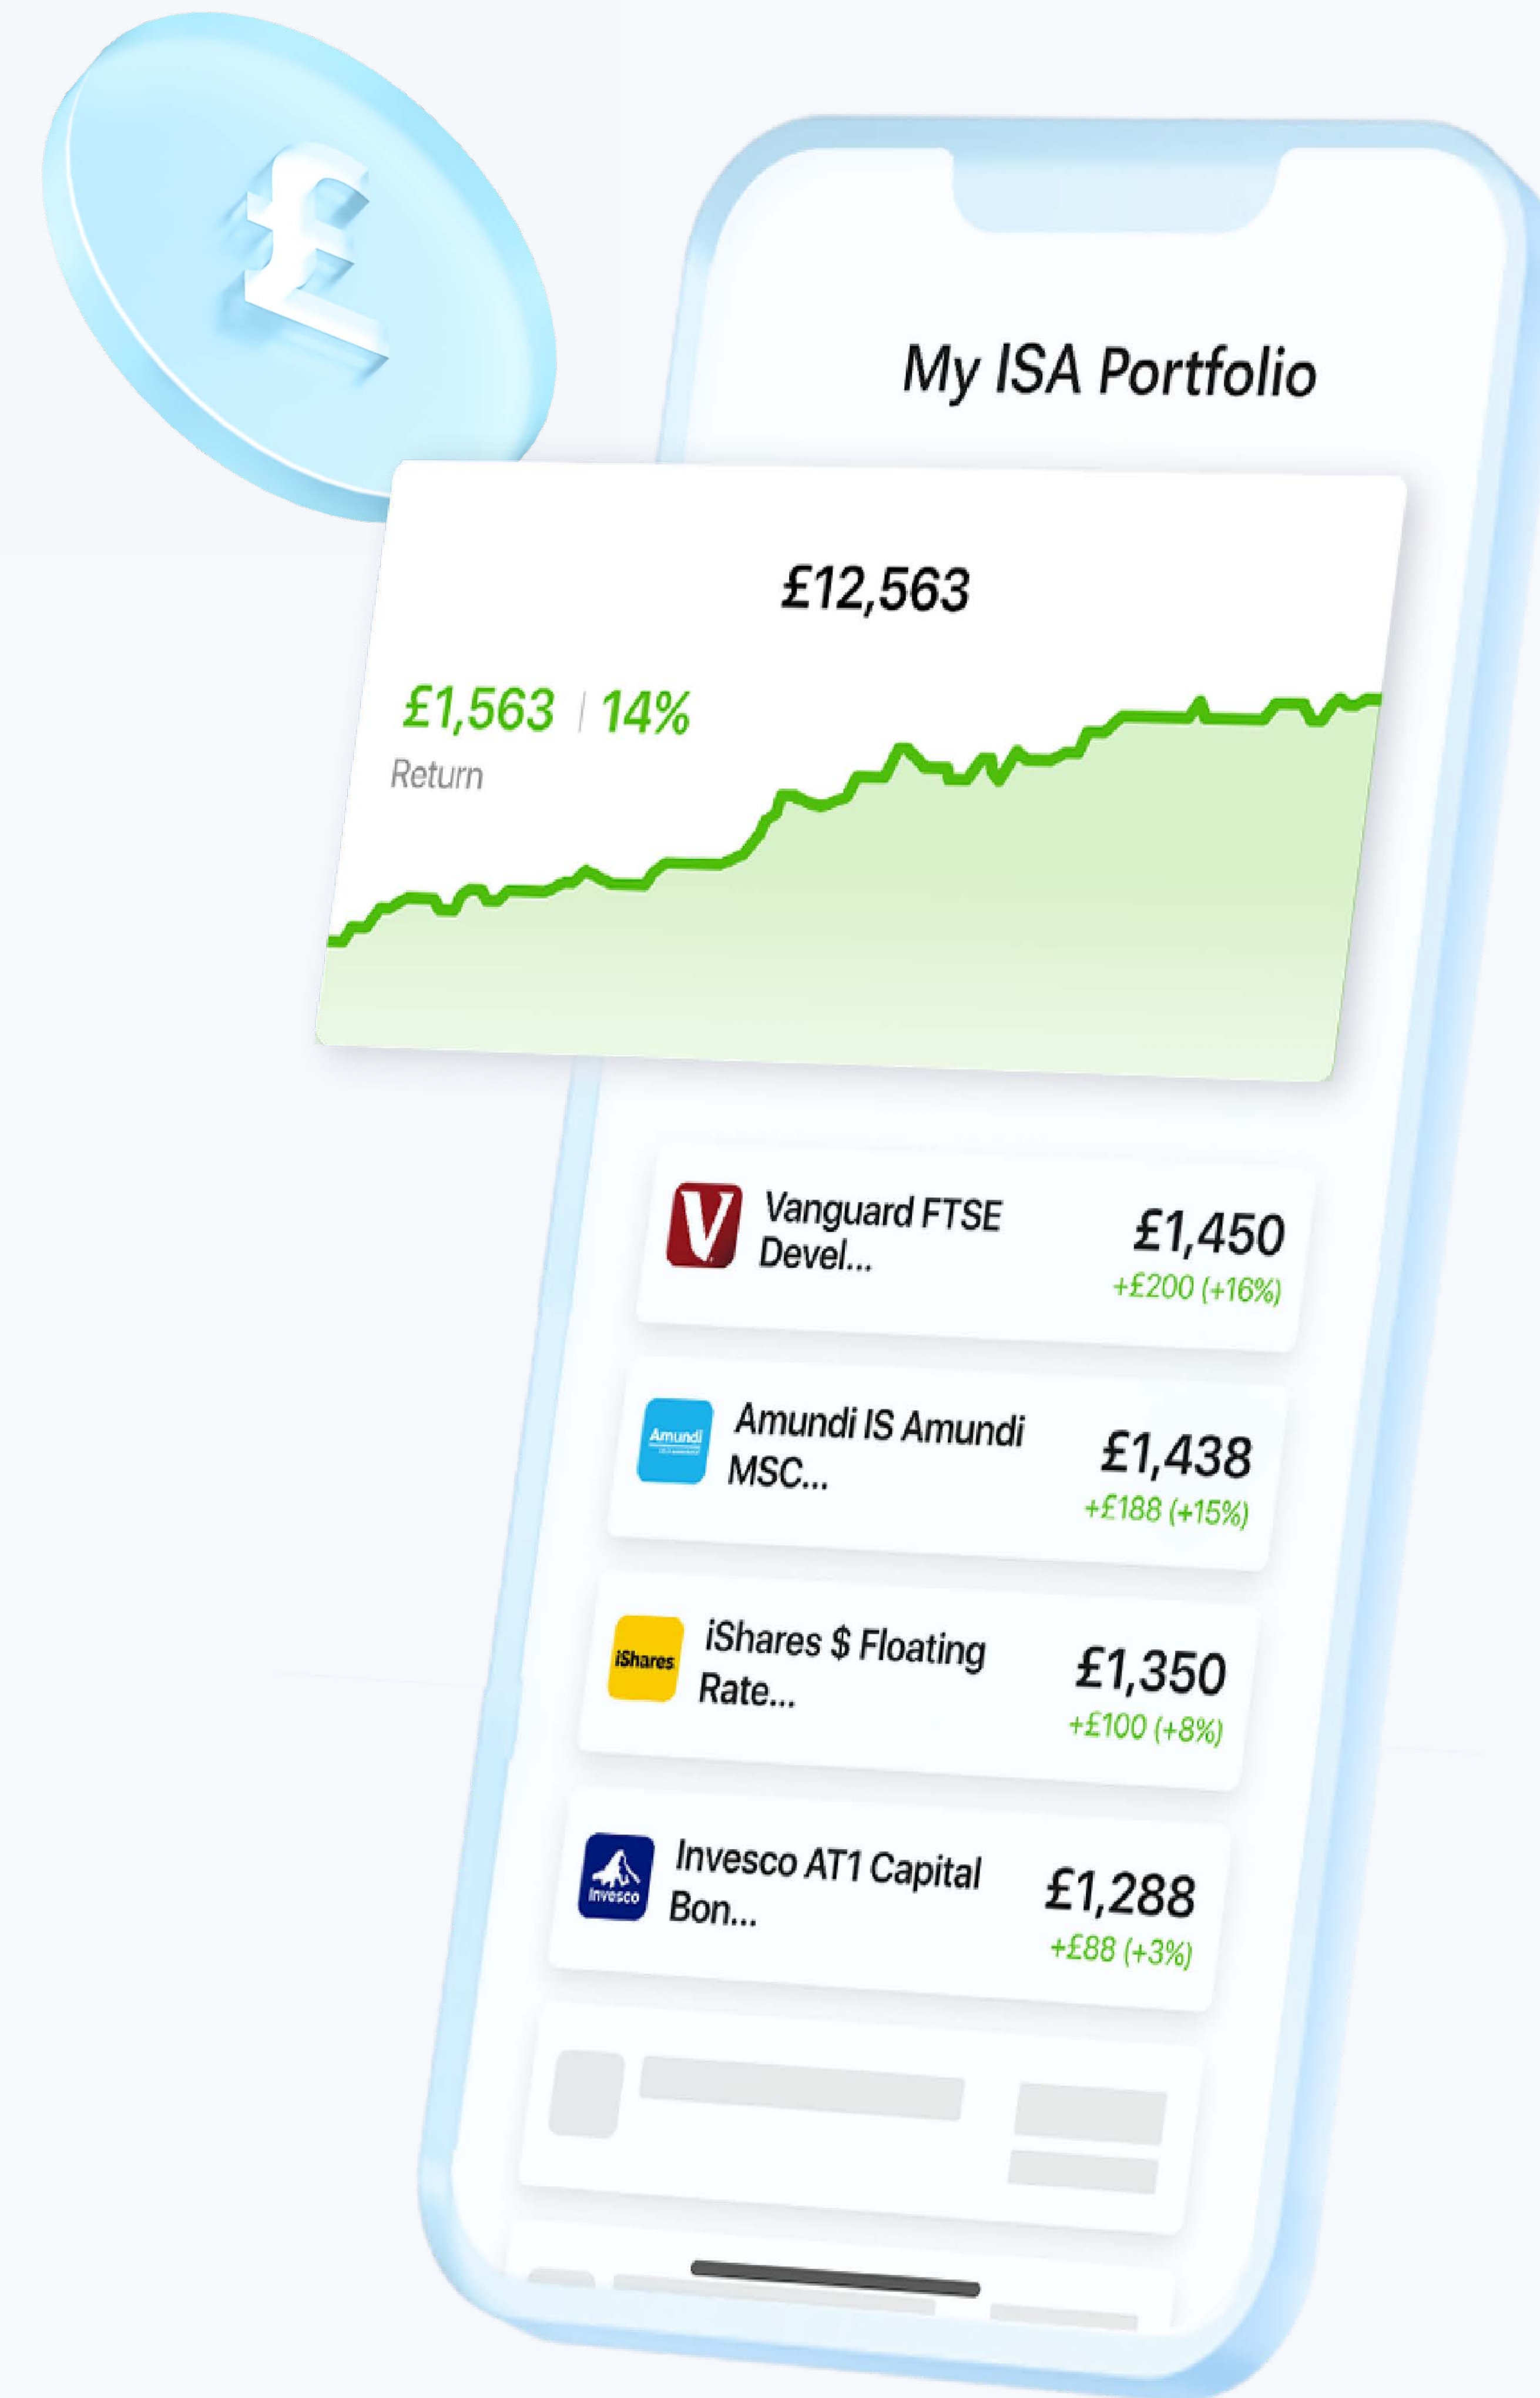 £
My ISA Portfolio
£12,563
£1,563 | 14%
Return
Vanguard FTSE
Devel...
£1,450
+£200 (+16%)
Amundi
Amundi IS Amundi
MSC...
£1,438
+£188 (+15%)
iShares
iShares $ Floating
Rate...
£1,350
+£100 (+8%)
Invesco
Invesco AT1 Capital
Bon...
£1,288
+£88 (+3%)